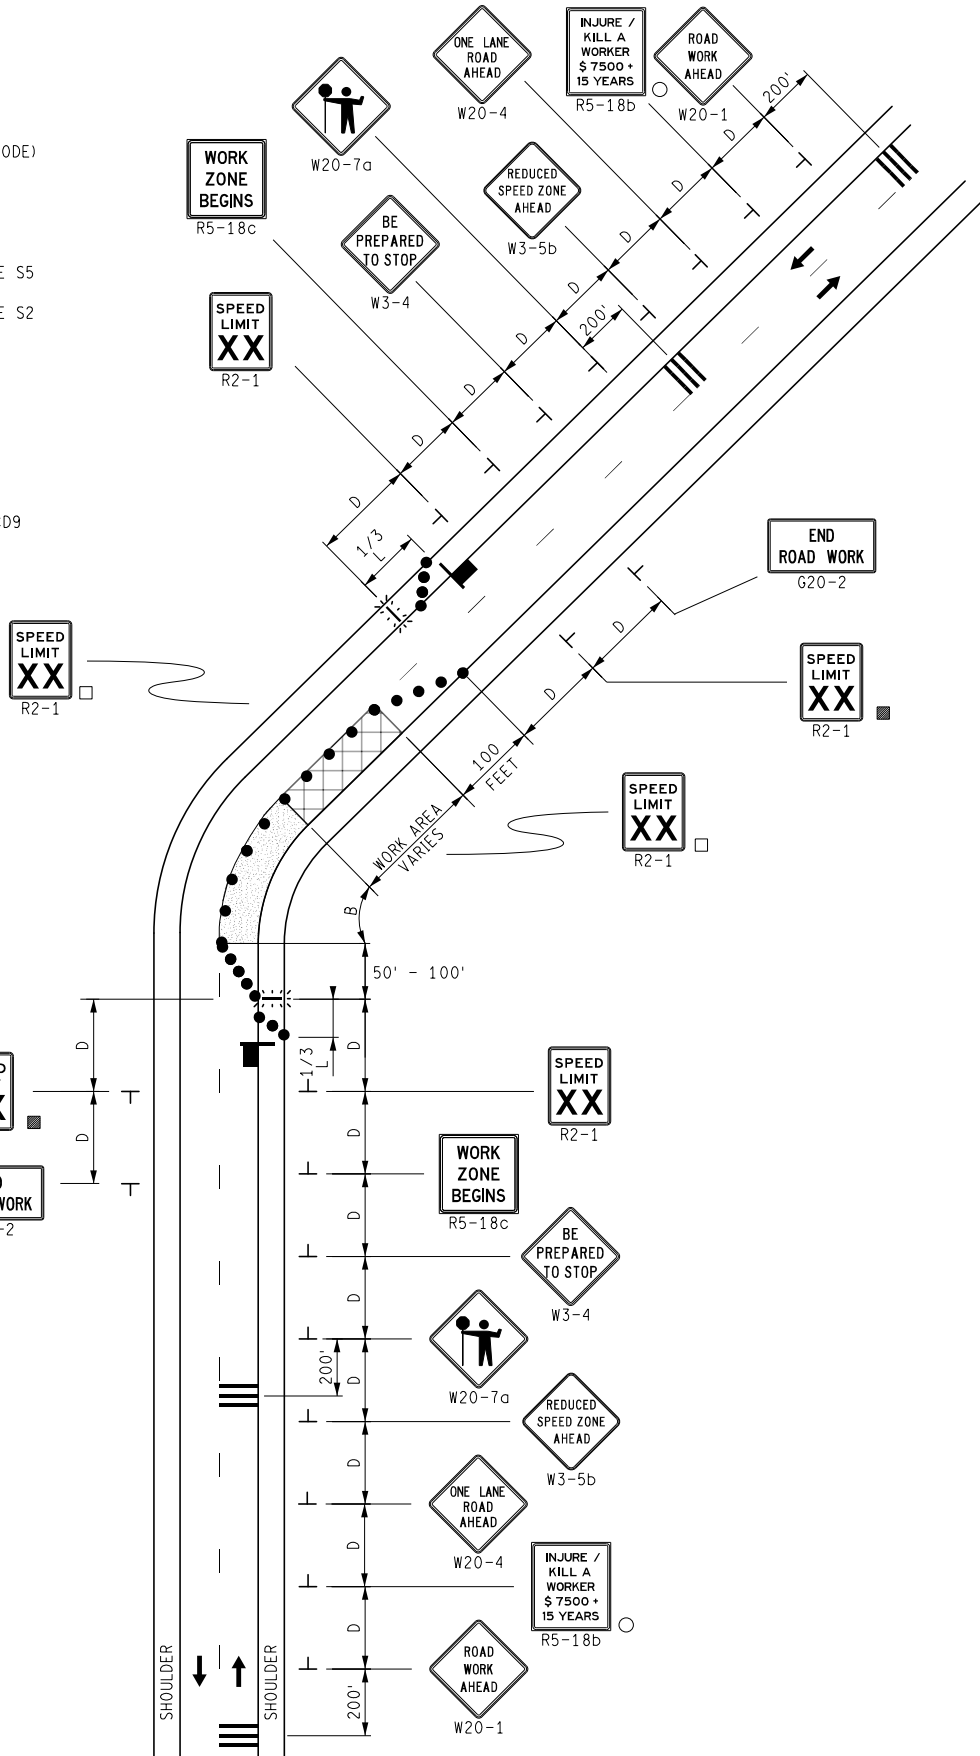 ONE LANE
ROAD
AHEAD
W20-4
INJURE /
KILL A
WORKER
$ 7500 +
15 YEARS
R5-18b
ROAD
WORK
AHEAD
W20-1
200'
D
W20-7a
ODE)
WORK
ZONE
BEGINS
R5-18c
REDUCED
SPEED ZONE
AHEAD
W3-5b
D
BE
PREPARED
TO STOP
W3-4
D
E S5
E S2
D
200'
SPEED
LIMIT
XX
R2-1
D
D
D
D
D9
1/3
L
END
ROAD WORK
G20-2
SPEED
LIMIT
XX
R2-1
D
SPEED
LIMIT
XX
R2-1
D
100
FEET
SPEED
LIMIT
XX
R2-1
WORK AREA
VARIES
B
50' - 100'
D
1/3
L
D
SPEED
LIMIT
XX
R2-1
D
D
WORK
ZONE
BEGINS
R5-18c
WORK
-2
D
BE
PREPARED
TO STOP
W3-4
D
W20-7a
200'
D
REDUCED
SPEED ZONE
AHEAD
W3-5b
D
ONE LANE
ROAD
AHEAD
W20-4
D
INJURE /
KILL A
WORKER
$ 7500 +
15 YEARS
R5-18b
D
SHOULDER
SHOULDER
ROAD
WORK
AHEAD
W20-1
200'